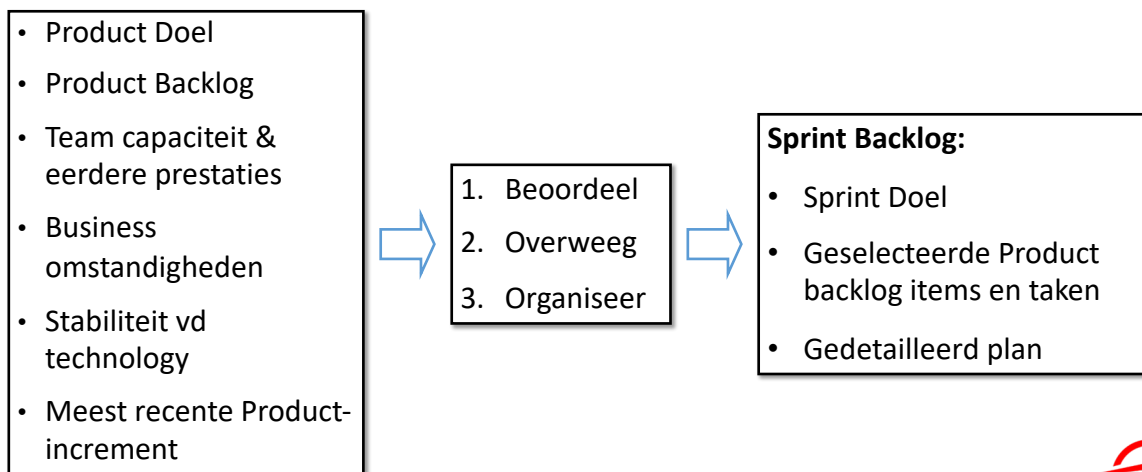 • Product Doel
• Product Backlog
• Team capaciteit &
eerdere prestaties
• Business
omstandigheden
• Stabiliteit vd
technology
• Meest recente Product-
increment
1. Beoordeel
2. Overweeg
3. Organiseer
Sprint Backlog:
• Sprint Doel
• Geselecteerde Product
backlog items en taken
• Gedetailleerd plan